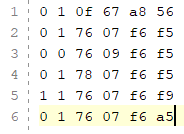 1 0 1 0f 67 a8 56
2 0 1 76 07 f6 f5
3 0 0 76 09 f6 f5
4 0 1 78 07 f6 f5
5 1 1 76 07 f6 f9
6 0 1 76 07 f6 a5